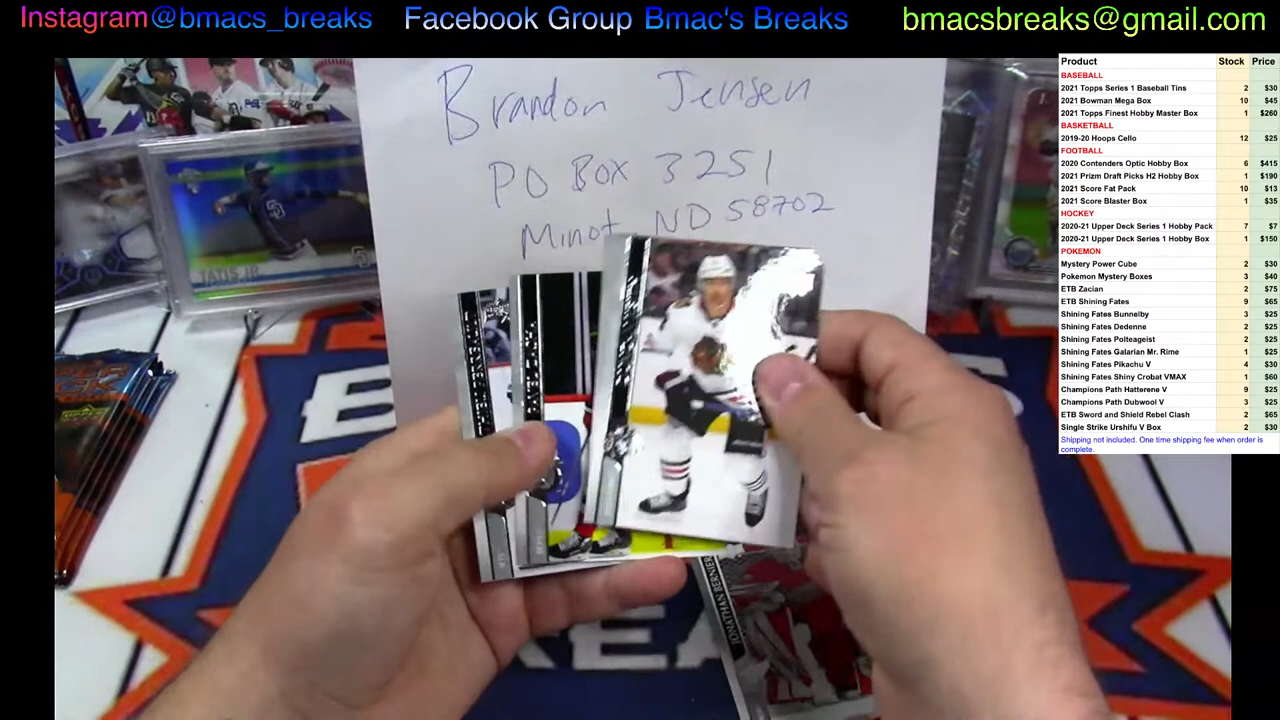 Instagram@bmacs_breaks Facebook Group Bmac's Breaks bmacsbreaks@gmail.com
Brandon Jensen
PO Box 3251
Minot ND 58702
TATIS JR.
JONATHAN BERNIER
Product Stock Price
BASEBALL
2021 Topps Series 1 Baseball Tins 2 $30
2021 Bowman Mega Box 10 $45
2021 Topps Finest Hobby Master Box 1 $260
BASKETBALL
2019-20 Hoops Cello 12 $25
FOOTBALL
2020 Contenders Optic Hobby Box 6 $415
2021 Prizm Draft Picks H2 Hobby Box 1 $190
2021 Score Fat Pack 10 $13
2021 Score Blaster Box 1 $35
HOCKEY
2020-21 Upper Deck Series 1 Hobby Pack 7 $7
2020-21 Upper Deck Series 1 Hobby Box 1 $150
POKEMON
Mystery Power Cube 2 $30
Pokemon Mystery Boxes 3 $40
ETB Zacian 2 $75
ETB Shining Fates 9 $65
Shining Fates Bunnelby 3 $25
Shining Fates Dedenne 2 $25
Shining Fates Polteageist 2 $25
Shining Fates Galarian Mr. Rime 1 $25
Shining Fates Pikachu V 4 $30
Shining Fates Shiny Crobat VMAX 1 $60
Champions Path Hatterene V 9 $25
Champions Path Dubwool V 3 $25
ETB Sword and Shield Rebel Clash 2 $65
Single Strike Urshifu V Box 2 $30
Shipping not included. One time shipping fee when order is
complete.